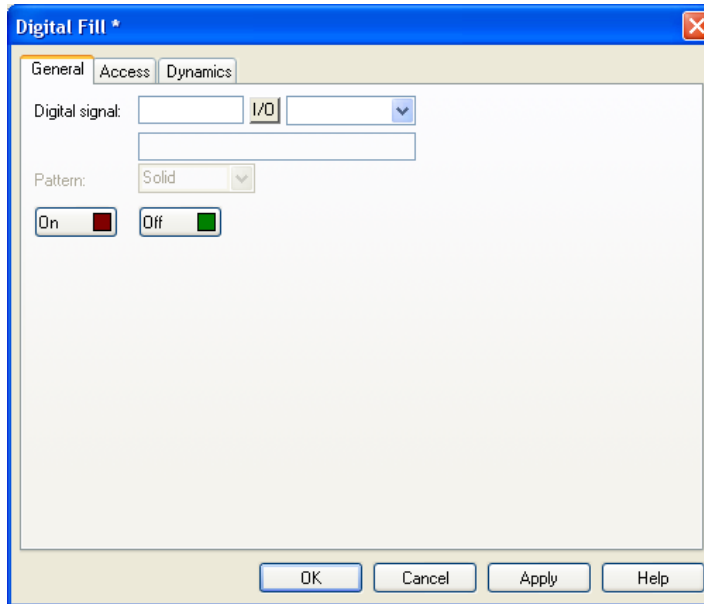 Digital Fill *
General Access Dynamics
Digital signal: I/O
Pattern: Solid
On Off
OK Cancel Apply Help